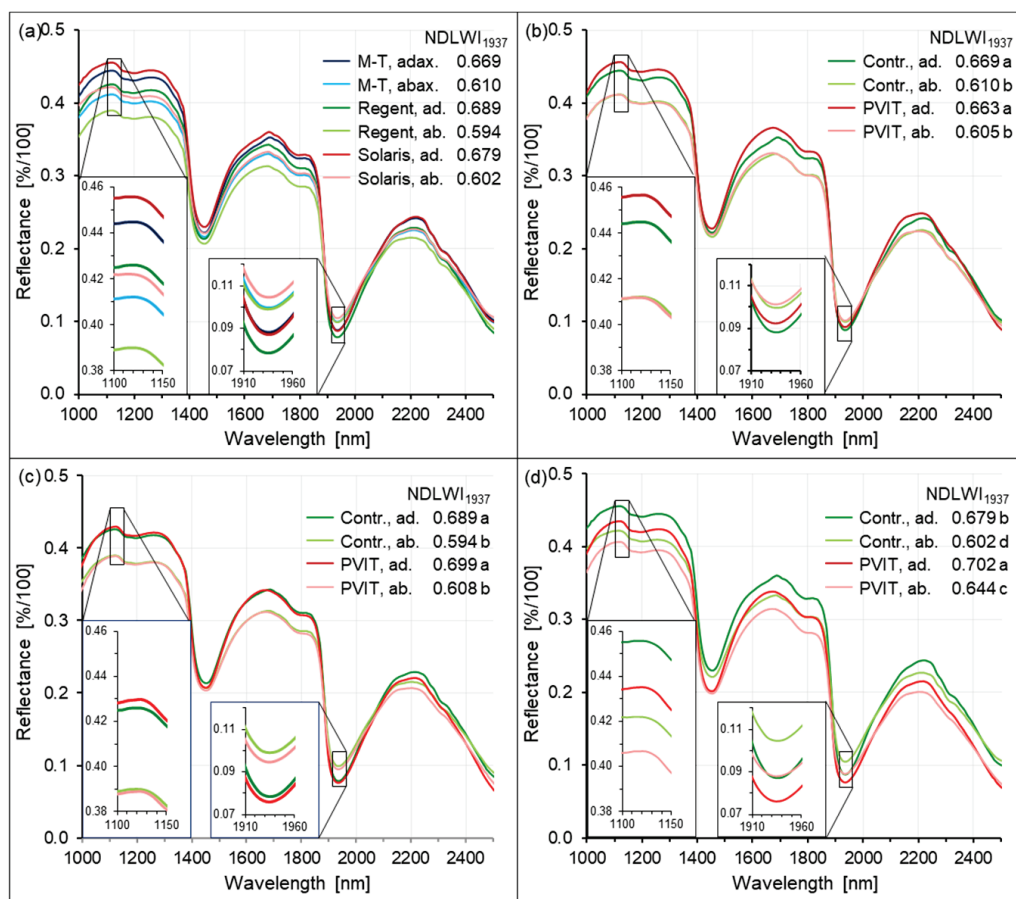 (a)
NDLWI1937
M-T, adax. 0.669
M-T, abax. 0.610
Regent, ad. 0.689
Regent, ab. 0.594
Solaris, ad. 0.679
Solaris, ab. 0.602
Reflectance [%/100]
0.5
0.4
0.3
0.2
0.1
0.0
0.46
0.44
0.42
0.40
0.38
1100 1150
0.11
0.09
0.07
1910 1960
1000 1200 1400 1600 1800 2000 2200 2400
Wavelength [nm]
(b)
NDLWI1937
Contr., ad. 0.669 a
Contr., ab. 0.610 b
PVIT, ad. 0.663 a
PVIT, ab. 0.605 b
Reflectance [%/100]
0.5
0.4
0.3
0.2
0.1
0.0
0.46
0.44
0.42
0.40
0.38
1100 1150
0.11
0.09
0.07
1910 1960
1000 1200 1400 1600 1800 2000 2200 2400
Wavelength [nm]
(c)
NDLWI1937
Contr., ad. 0.689 a
Contr., ab. 0.594 b
PVIT, ad. 0.699 a
PVIT, ab. 0.608 b
Reflectance [%/100]
0.5
0.4
0.3
0.2
0.1
0.0
0.46
0.44
0.42
0.40
0.38
1100 1150
0.11
0.09
0.07
1910 1960
1000 1200 1400 1600 1800 2000 2200 2400
Wavelength [nm]
(d)
NDLWI1937
Contr., ad. 0.679 b
Contr., ab. 0.602 d
PVIT, ad. 0.702 a
PVIT, ab. 0.644 c
Reflectance [%/100]
0.5
0.4
0.3
0.2
0.1
0.0
0.46
0.44
0.42
0.40
0.38
1100 1150
0.11
0.09
0.07
1910 1960
1000 1200 1400 1600 1800 2000 2200 2400
Wavelength [nm]